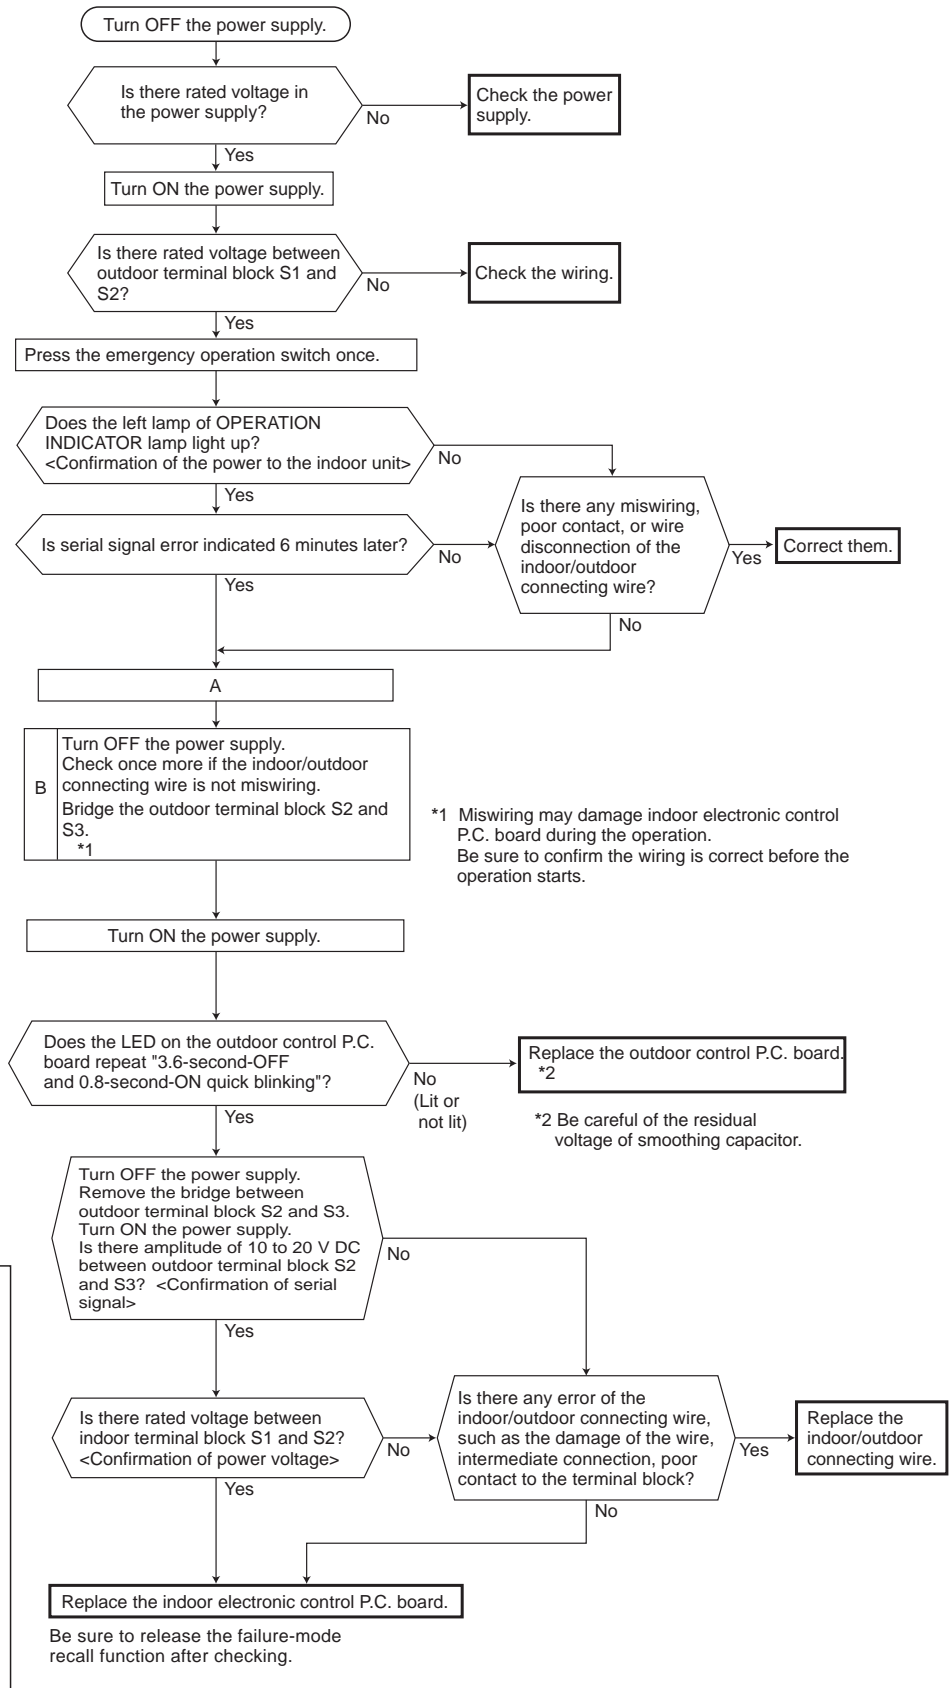 Turn OFF the power supply.
Is there rated voltage in
the power supply?
No
Check the power
supply.
Yes
Turn ON the power supply.
Is there rated voltage between
outdoor terminal block S1 and
S2?
No
Check the wiring.
Yes
Press the emergency operation switch once.
Does the left lamp of OPERATION
INDICATOR lamp light up?
<Confirmation of the power to the indoor unit>
No
Yes
Is serial signal error indicated 6 minutes later?
No
Is there any miswiring,
poor contact, or wire
disconnection of the
indoor/outdoor
connecting wire?
Yes
Correct them.
Yes
No
A
B
Turn OFF the power supply.
Check once more if the indoor/outdoor
connecting wire is not miswiring.
Bridge the outdoor terminal block S2 and
S3.
*1
*1 Miswiring may damage indoor electronic control
P.C. board during the operation.
Be sure to confirm the wiring is correct before the
operation starts.
Turn ON the power supply.
Does the LED on the outdoor control P.C.
board repeat "3.6-second-OFF
and 0.8-second-ON quick blinking"?
No
(Lit or
not lit)
Replace the outdoor control P.C. board.
*2
*2 Be careful of the residual
voltage of smoothing capacitor.
Yes
Turn OFF the power supply.
Remove the bridge between
outdoor terminal block S2 and S3.
Turn ON the power supply.
Is there amplitude of 10 to 20 V DC
between outdoor terminal block S2
and S3? <Confirmation of serial
signal>
No
Yes
Is there rated voltage between
indoor terminal block S1 and S2?
<Confirmation of power voltage>
No
Is there any error of the
indoor/outdoor connecting wire,
such as the damage of the wire,
intermediate connection, poor
contact to the terminal block?
Yes
Replace the
indoor/outdoor
connecting wire.
Yes
No
Replace the indoor electronic control P.C. board.
Be sure to release the failure-mode
recall function after checking.